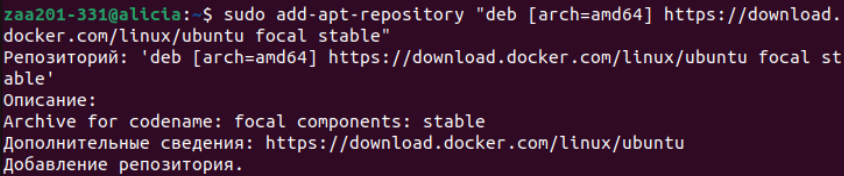 zaa201-331@alicia:~$ sudo add-apt-repository "deb [arch=amd64] https://download.
docker.com/linux/ubuntu focal stable"
Репозиторий: 'deb [arch=amd64] https://download.docker.com/linux/ubuntu focal st
able'
Описание:
Archive for codename: focal components: stable
Дополнительные сведения: https://download.docker.com/linux/ubuntu
Добавление репозитория.